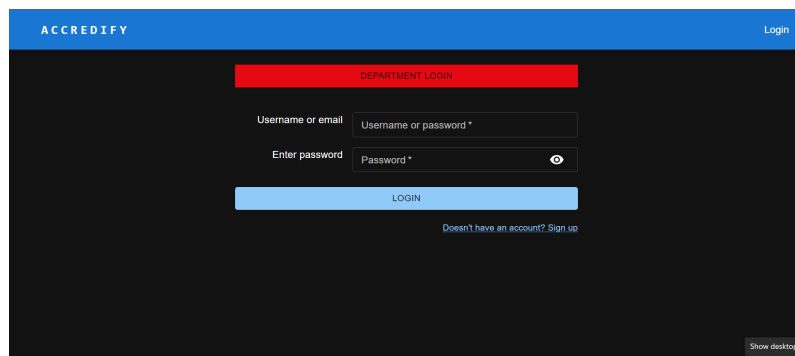 ACCREDIFY
Login
DEPARTMENT LOGIN
Username or email
Username or password *
Enter password
Password *
LOGIN
Doesn't have an account? Sign up
Show desktop